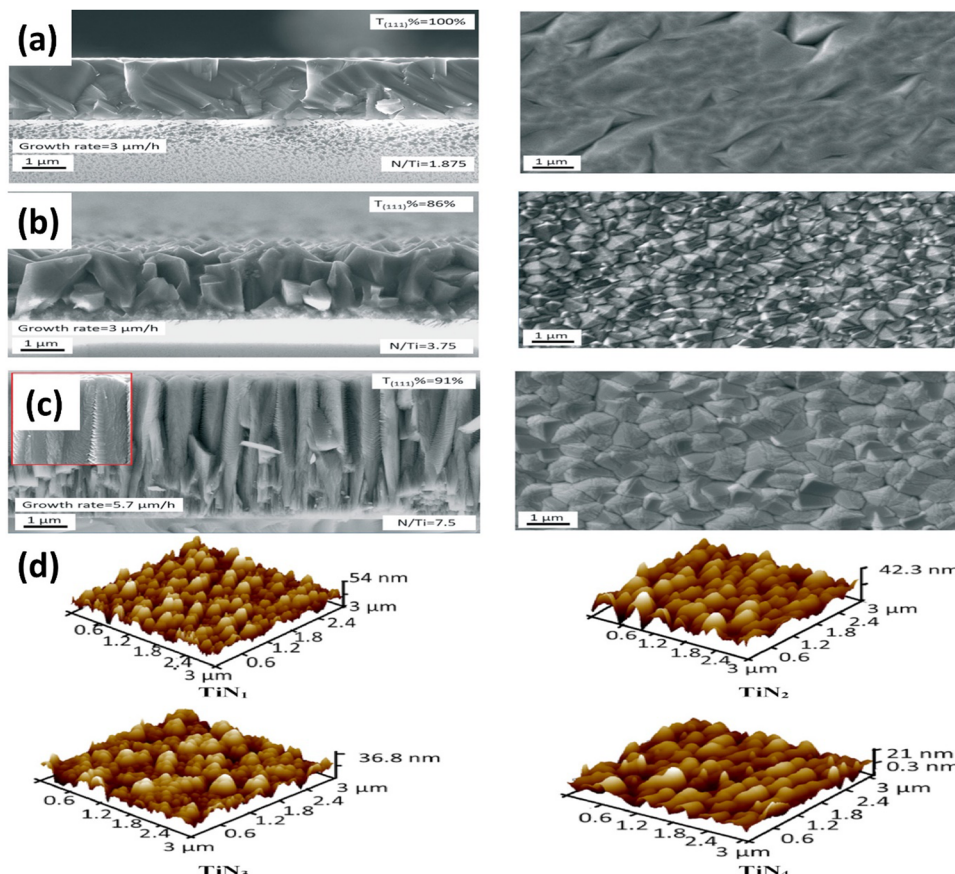 (a)
T(111)%=100%
Growth rate=3 μm/h
1 μm
N/Ti=1.875
1 μm
(b)
T(111)%=86%
Growth rate=3 μm/h
1 μm
N/Ti=3.75
1 μm
(c)
T(111)%=91%
Growth rate=5.7 μm/h
1 μm
N/Ti=7.5
1 μm
(d)
54 nm
3 μm
2.4
1.8
1.2
0.6
0.6
1.2
1.8
2.4
3 μm
TiN₁
42.3 nm
3 μm
2.4
1.8
1.2
0.6
0.6
1.2
1.8
2.4
3 μm
TiN₂
36.8 nm
3 μm
2.4
1.8
1.2
0.6
0.6
1.2
1.8
2.4
3 μm
TiN₃
21 nm
0.3 nm
3 μm
2.4
1.8
1.2
0.6
0.6
1.2
1.8
2.4
3 μm
TiN₄